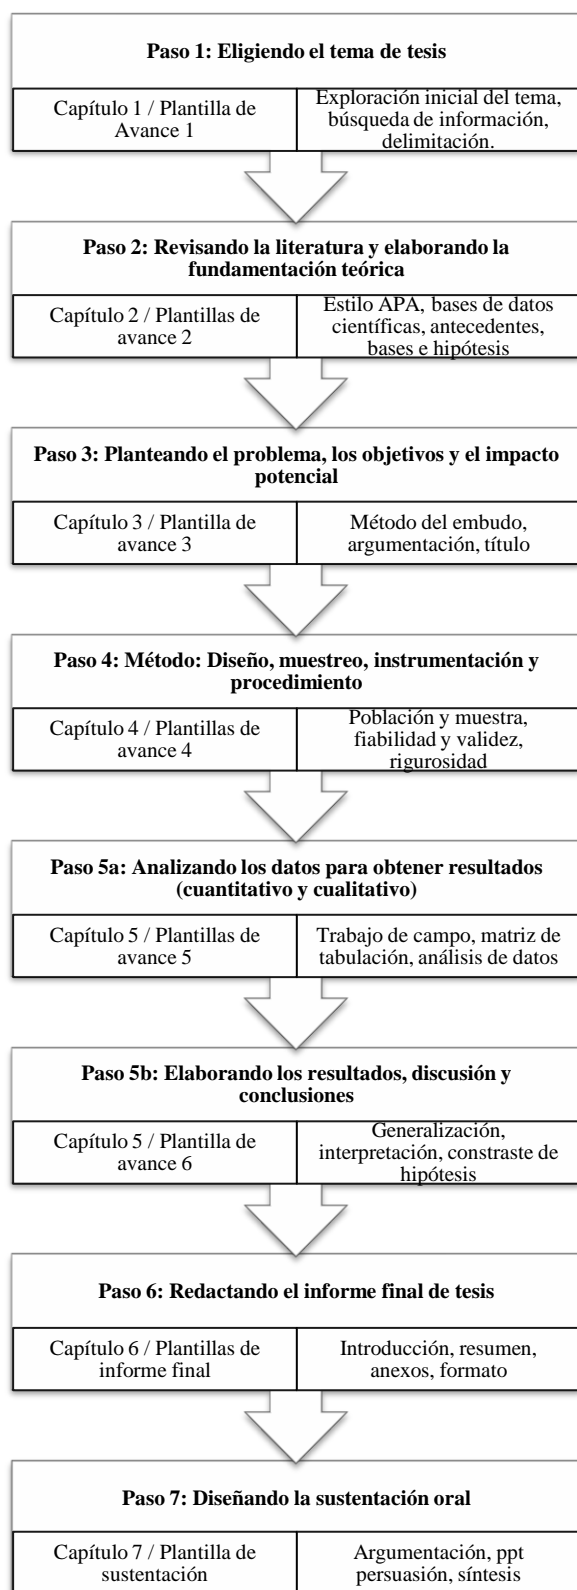 Paso 1: Eligiendo el tema de tesis
Capítulo 1 / Plantilla de
Avance 1
Exploración inicial del tema,
búsqueda de información,
delimitación.
Paso 2: Revisando la literatura y elaborando la
fundamentación teórica
Capítulo 2 / Plantillas de
avance 2
Estilo APA, bases de datos
científicas, antecedentes,
bases e hipótesis
Paso 3: Planteando el problema, los objetivos y el impacto
potencial
Capítulo 3 / Plantilla de
avance 3
Método del embudo,
argumentación, título
Paso 4: Método: Diseño, muestreo, instrumentación y
procedimiento
Capítulo 4 / Plantillas de
avance 4
Población y muestra,
fiabilidad y validez,
rigurosidad
Paso 5a: Analizando los datos para obtener resultados
(cuantitativo y cualitativo)
Capítulo 5 / Plantillas de
avance 5
Trabajo de campo, matriz de
tabulación, análisis de datos
Paso 5b: Elaborando los resultados, discusión y
conclusiones
Capítulo 5 / Plantilla de
avance 6
Generalización,
interpretación, constraste de
hipótesis
Paso 6: Redactando el informe final de tesis
Capítulo 6 / Plantillas de
informe final
Introducción, resumen,
anexos, formato
Paso 7: Diseñando la sustentación oral
Capítulo 7 / Plantilla de
sustentación
Argumentación, ppt
persuasión, síntesis